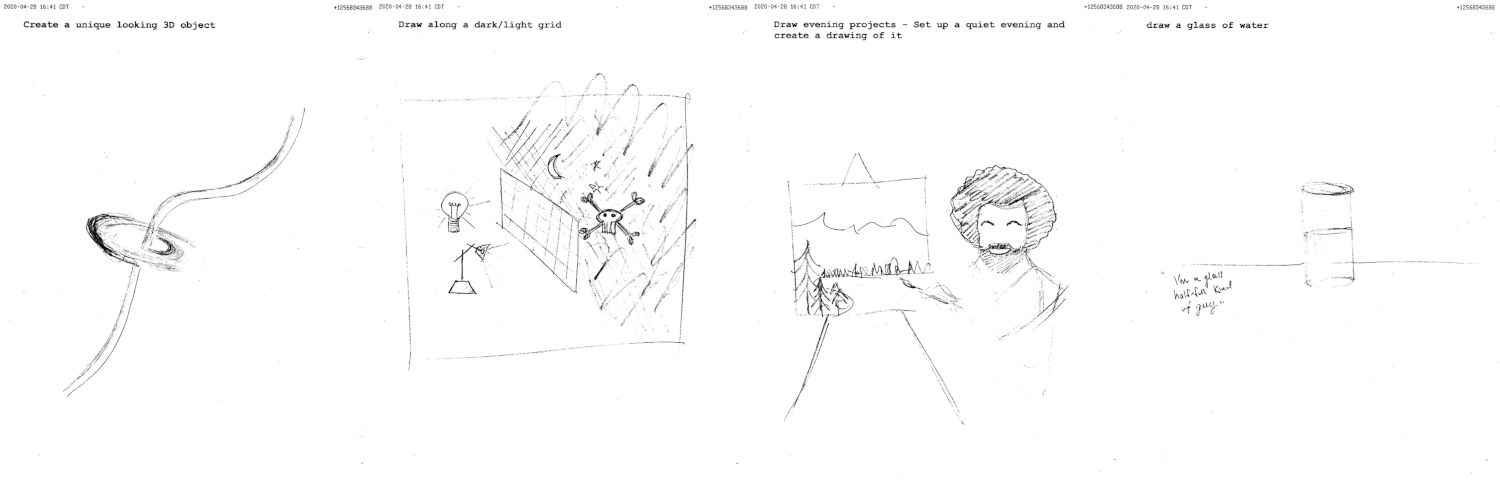 2020-04-28 16:41 CDT - +12568343688
Create a unique looking 3D object
2020-04-28 16:41 CDT - +12568343688
Draw along a dark/light grid
2020-04-28 16:41 CDT - +12568343688
Draw evening projects - Set up a quiet evening and
create a drawing of it
2020-04-28 16:41 CDT - +12568343688
draw a glass of water
I'm a glass
half-full kind
of guy..